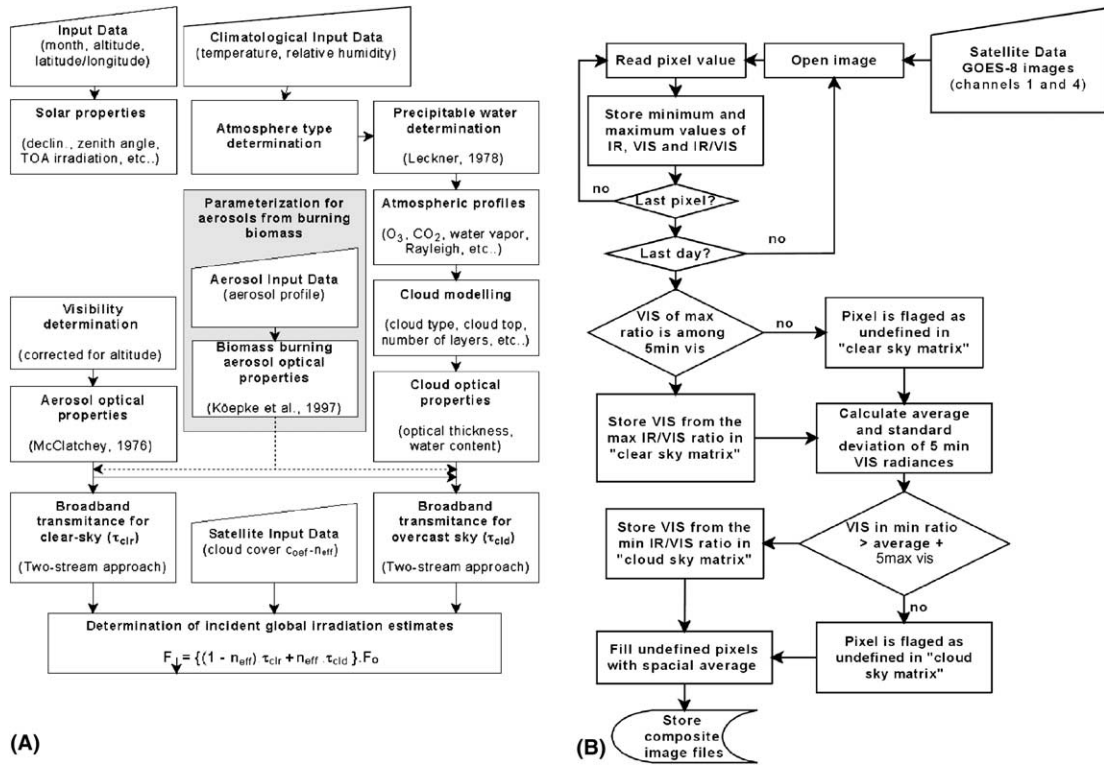 Input Data
(month, altitude,
latitude/longitude)
Climatological Input Data
(temperature, relative humidity)
Solar properties
(declin., zenith angle,
TOA irradiation, etc..)
Atmosphere type
determination
Precipitable water
determination
(Leckner, 1978)
Parameterization for
aerosols from burning
biomass
Aerosol Input Data
(aerosol profile)
Biomass burning
aerosol optical
properties
(Köepke et al., 1997)
Atmospheric profiles
(O3, CO2, water vapor,
Rayleigh, etc..)
Cloud modelling
(cloud type, cloud top,
number of layers, etc..)
Visibility
determination
(corrected for altitude)
Aerosol optical
properties
(McClatchey, 1976)
Cloud optical
properties
(optical thickness,
water content)
Broadband
transmitance for
clear-sky (τclr)
(Two-stream approach)
Satellite Input Data
(cloud cover coef-neff)
Broadband
transmitance for
overcast sky (τcld)
(Two-stream approach)
Determination of incident global irradiation estimates
F↓ = {(1 - neff) τclr + neff . τcld }.Fo
(A)
Satellite Data
GOES-8 images
(channels 1 and 4)
Open image
Read pixel value
Store minimum and
maximum values of
IR, VIS and IR/VIS
no
Last pixel?
Last day?
no
VIS of max
ratio is among
5min vis
no
Pixel is flaged as
undefined in
"clear sky matrix"
Store VIS from
the max IR/VIS ratio in
"clear sky matrix"
Calculate average
and standard
deviation of 5 min
VIS radiances
VIS in min ratio
> average +
5max vis
Store VIS from the
min IR/VIS ratio in
"cloud sky matrix"
no
Pixel is flaged as
undefined in "cloud
sky matrix"
Fill undefined pixels
with spacial average
Store
composite
image files
(B)